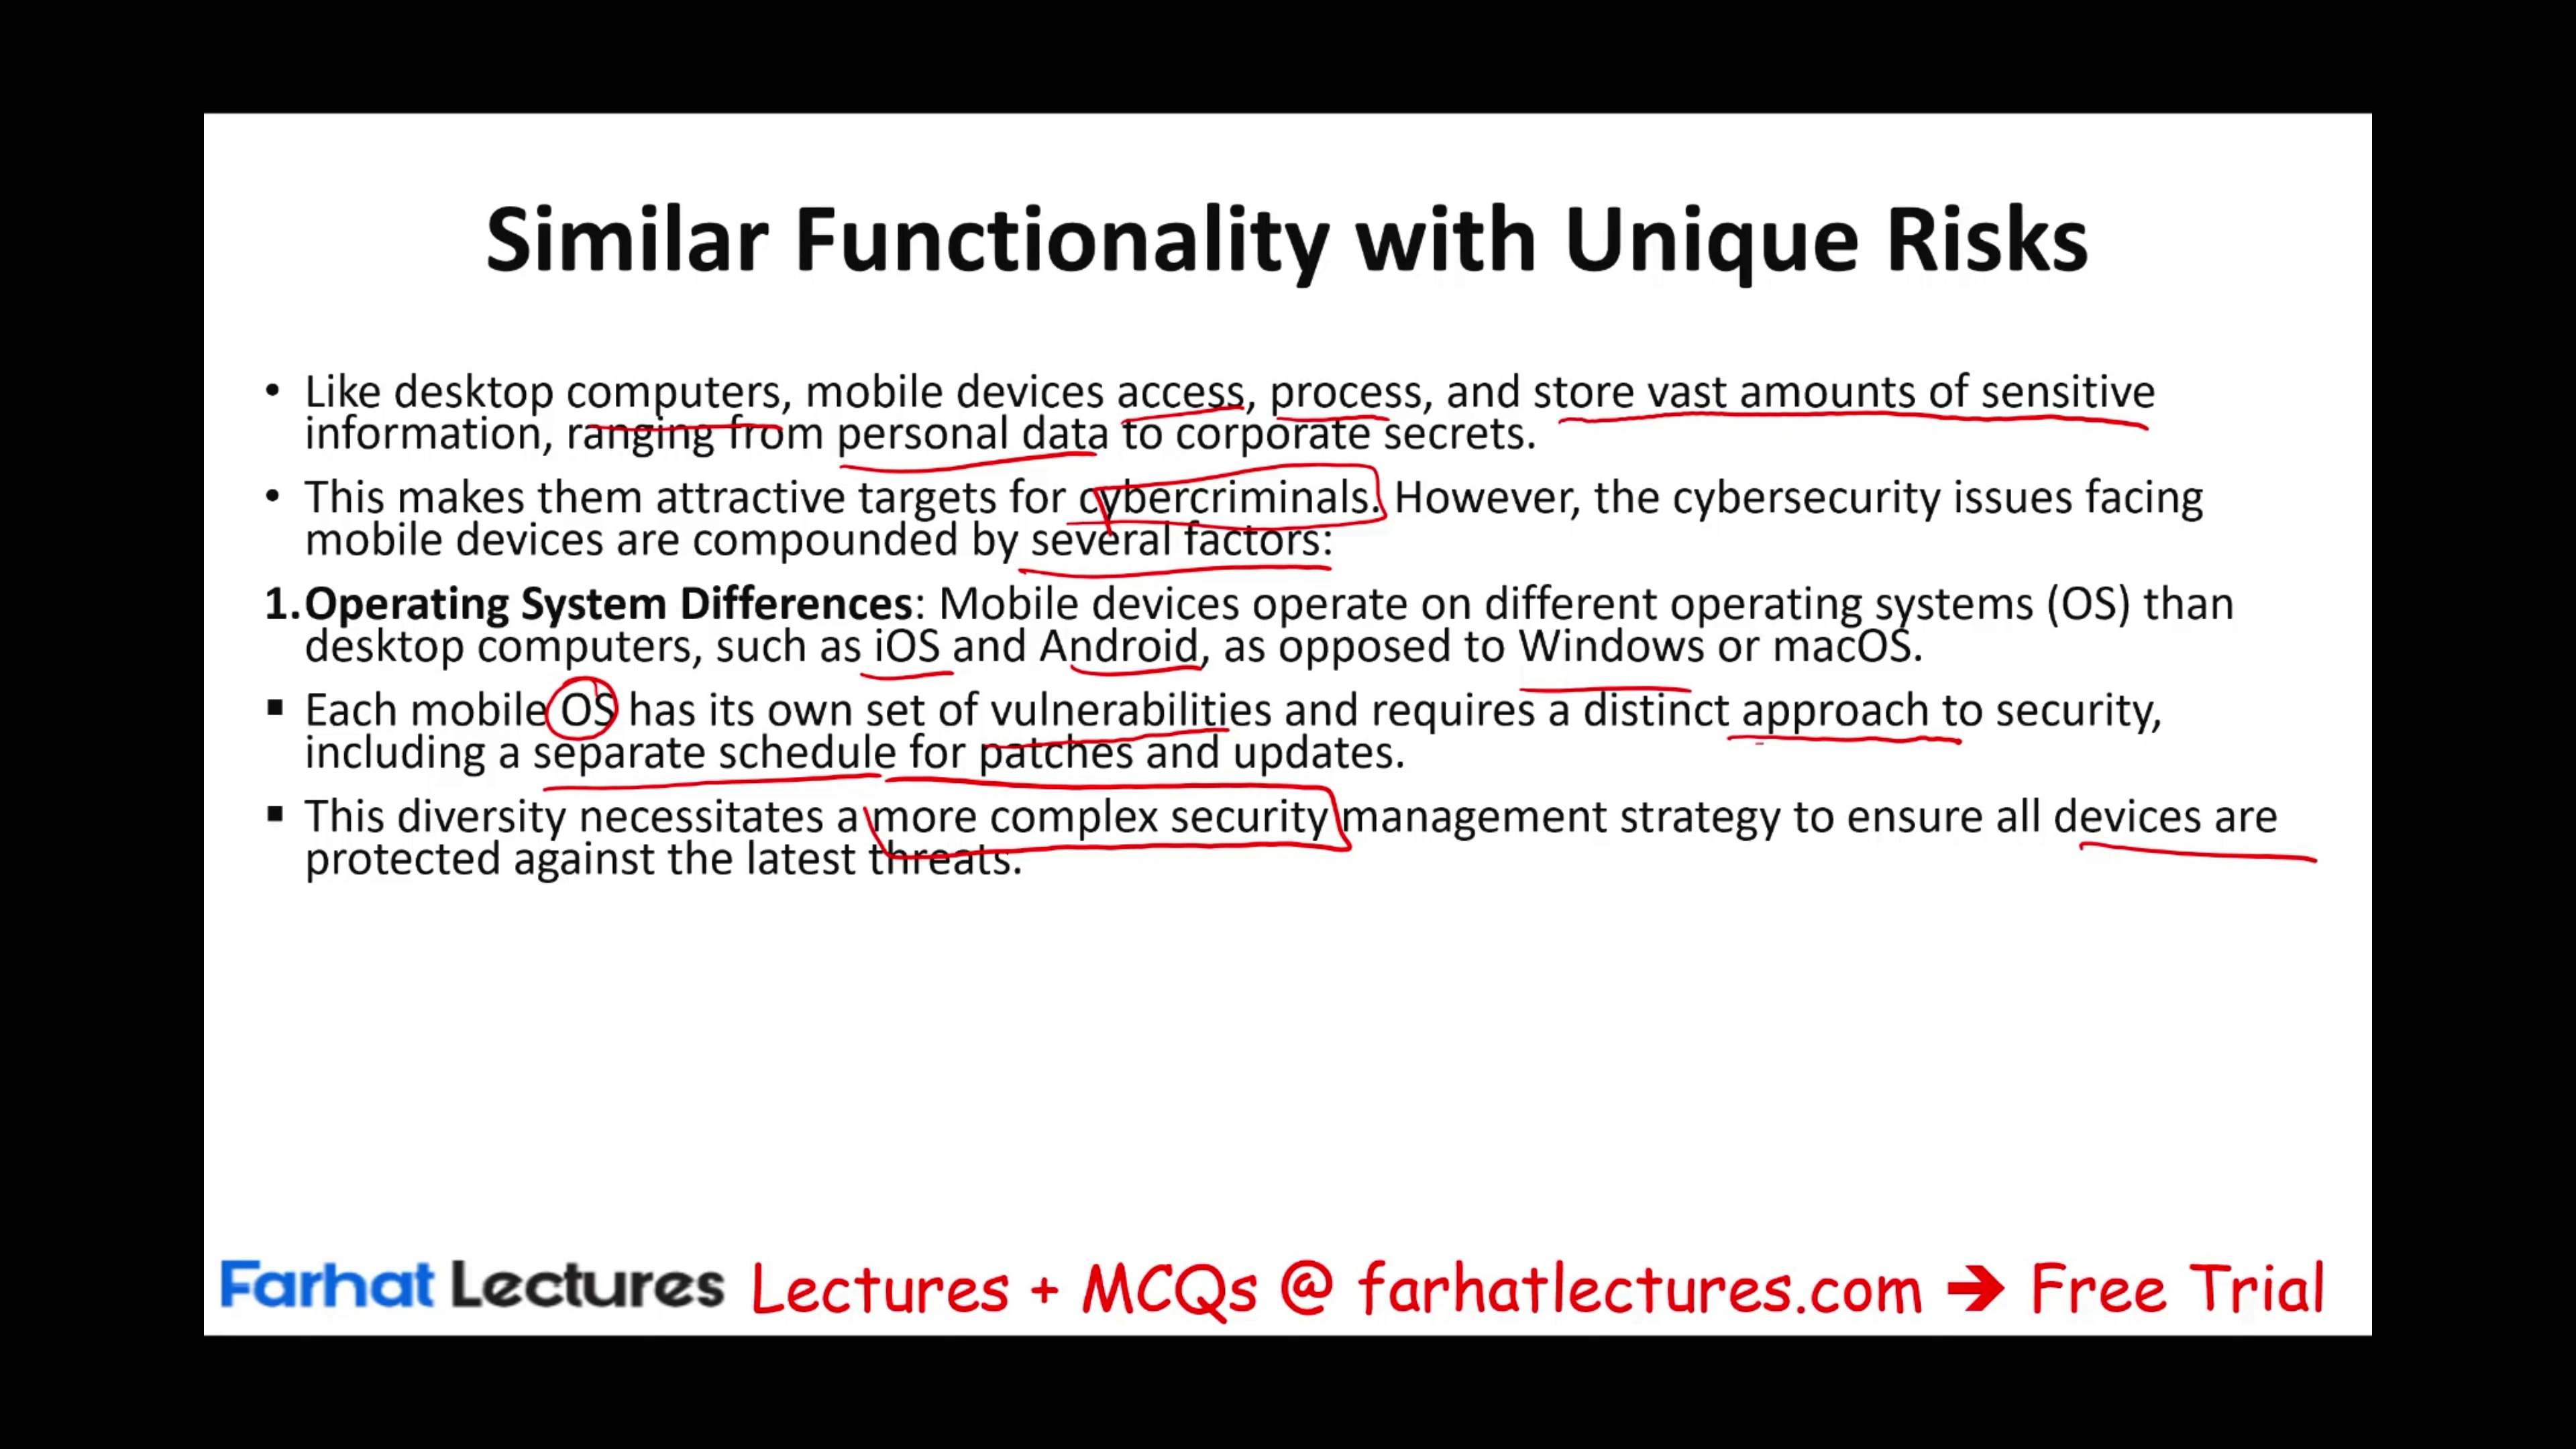 Similar Functionality with Unique Risks
• Like desktop computers, mobile devices access, process, and store vast amounts of sensitive
information, ranging from personal data to corporate secrets.
• This makes them attractive targets for cybercriminals. However, the cybersecurity issues facing
mobile devices are compounded by several factors:
1. Operating System Differences: Mobile devices operate on different operating systems (OS) than
desktop computers, such as iOS and Android, as opposed to Windows or macOS.
▪ Each mobile OS has its own set of vulnerabilities and requires a distinct approach to security,
including a separate schedule for patches and updates.
▪ This diversity necessitates a more complex security management strategy to ensure all devices are
protected against the latest threats.
Farhat Lectures Lectures + MCQs @ farhatlectures.com ➔ Free Trial